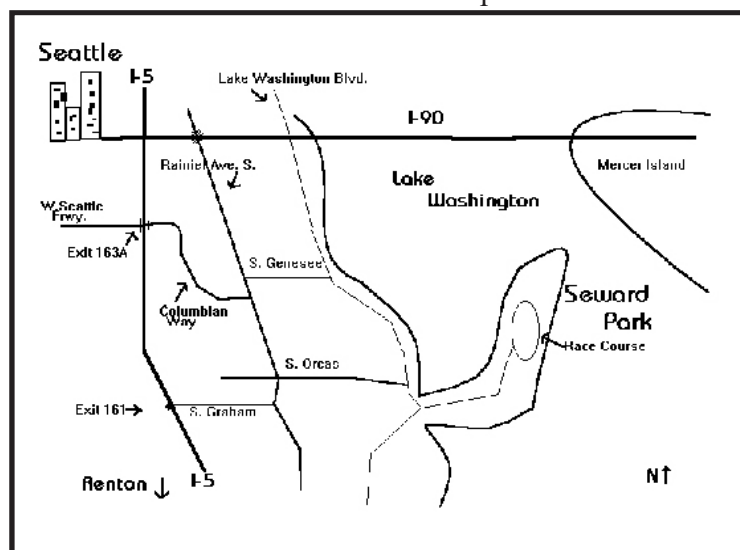 Seattle
I-5
Lake Washington Blvd.
I-90
Rainier Ave. S.
Lake
Washington
Mercer Island
W. Seattle
Frwy.
Exit 163A
S. Genesee
Columbian
Way
Seward
Park
Race Course
S. Orcas
Exit 161
S. Graham
Renton
I-5
N